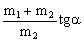 m₁ + m₂
m₂
tgα